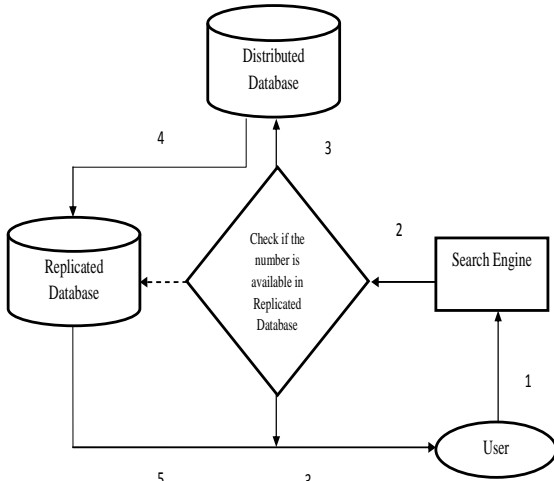 Distributed
Database
4
3
Check if the
number is
available in
Replicated
Database
2
Replicated
Database
Search Engine
1
User
5
3